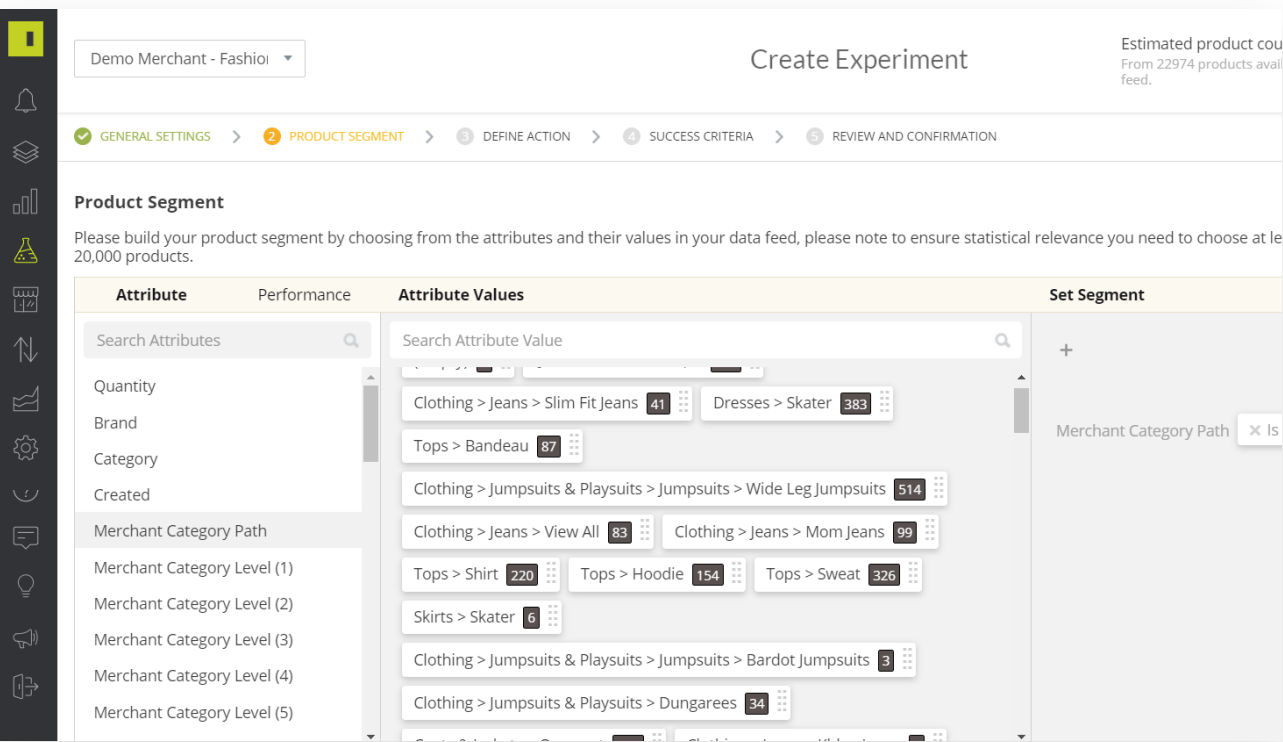 Demo Merchant - Fashio
Create Experiment
Estimated product cou
From 22974 products avai
feed.
GENERAL SETTINGS > 2 PRODUCT SEGMENT > 3 DEFINE ACTION > 4 SUCCESS CRITERIA > 5 REVIEW AND CONFIRMATION
Product Segment
Please build your product segment by choosing from the attributes and their values in your data feed, please note to ensure statistical relevance you need to choose at le
20,000 products.
Attribute Performance Attribute Values Set Segment
Search Attributes
Search Attribute Value
Quantity
Brand
Category
Created
Merchant Category Path
Merchant Category Level (1)
Merchant Category Level (2)
Merchant Category Level (3)
Merchant Category Level (4)
Merchant Category Level (5)
Clothing > Jeans > Slim Fit Jeans 41 Dresses > Skater 383
Tops > Bandeau 87
Clothing > Jumpsuits & Playsuits > Jumpsuits > Wide Leg Jumpsuits 514
Clothing > Jeans > View All 83 Clothing > Jeans > Mom Jeans 99
Tops > Shirt 220 Tops > Hoodie 154 Tops > Sweat 326
Skirts > Skater 6
Clothing > Jumpsuits & Playsuits > Jumpsuits > Bardot Jumpsuits 3
Clothing > Jumpsuits & Playsuits > Dungarees 34
+
Merchant Category Path × Is